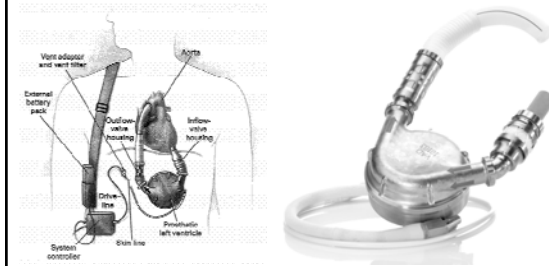 Vent adapter
and vent filter
Aorta
External
battery
pack
Outflow-
valve
housing
Inflow-
valve
housing
Drive-
line
Prosthetic
left ventricle
System
controller
Skin line